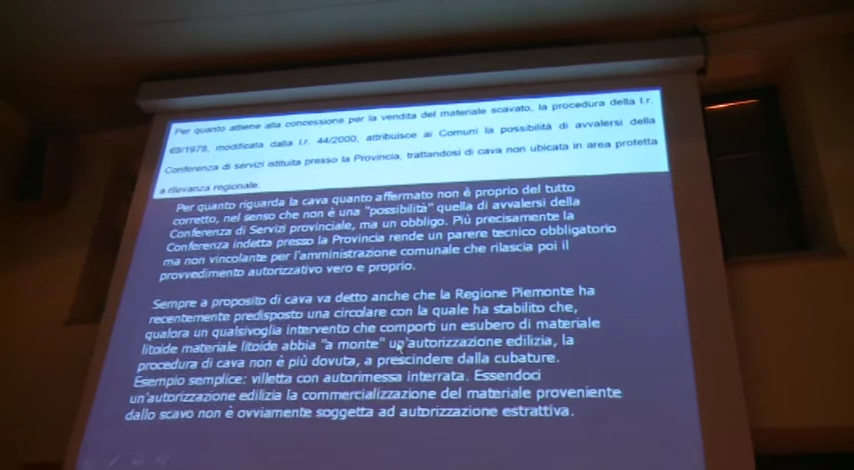 Per quanto attiene alla concessione per la vendita del materiale scavato, la procedura della l.r.
69/1978, modificata dalla l.r. 44/2000, attribuisce ai Comuni la possibilità di avvalersi della
Conferenza di servizi istituita presso la Provincia, trattandosi di cava non ubicata in area protetta
a rilevanza regionale.
Per quanto riguarda la cava quanto affermato non è proprio del tutto
corretto, nel senso che non è una "possibilità" quella di avvalersi della
Conferenza di Servizi provinciale, ma un obbligo. Più precisamente la
Conferenza indetta presso la Provincia rende un parere tecnico obbligatorio
ma non vincolante per l'amministrazione comunale che rilascia poi il
provvedimento autorizzativo vero e proprio.
Sempre a proposito di cava va detto anche che la Regione Piemonte ha
recentemente predisposto una circolare con la quale ha stabilito che,
qualora un qualsivoglia intervento che comporti un esubero di materiale
litoide materiale litoide abbia "a monte" un'autorizzazione edilizia, la
procedura di cava non è più dovuta, a prescindere dalla cubature.
Esempio semplice: villetta con autorimessa interrata. Essendoci
un'autorizzazione edilizia la commercializzazione del materiale proveniente
dallo scavo non è ovviamente soggetta ad autorizzazione estrattiva.